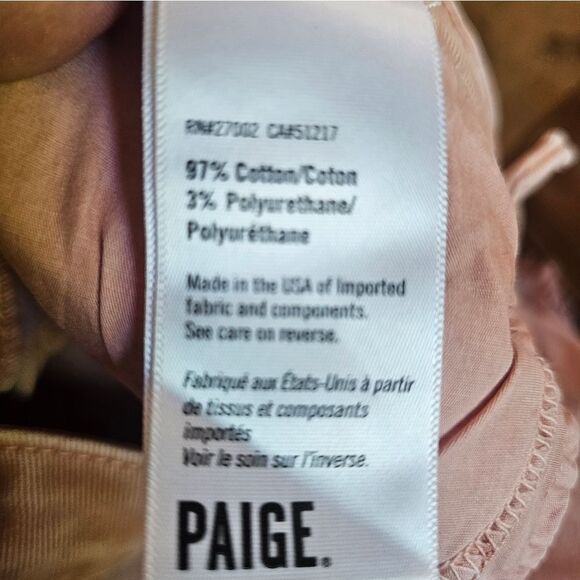 RN#27002 CA#51217
97% Cotton/Coton
3% Polyurethane/
Polyuréthane
Made in the USA of imported
fabric and components.
See care on reverse.
Fabriqué aux États-Unis à partir
de tissus et composants
importés
Voir le soin sur l'inverse.
PAIGE®